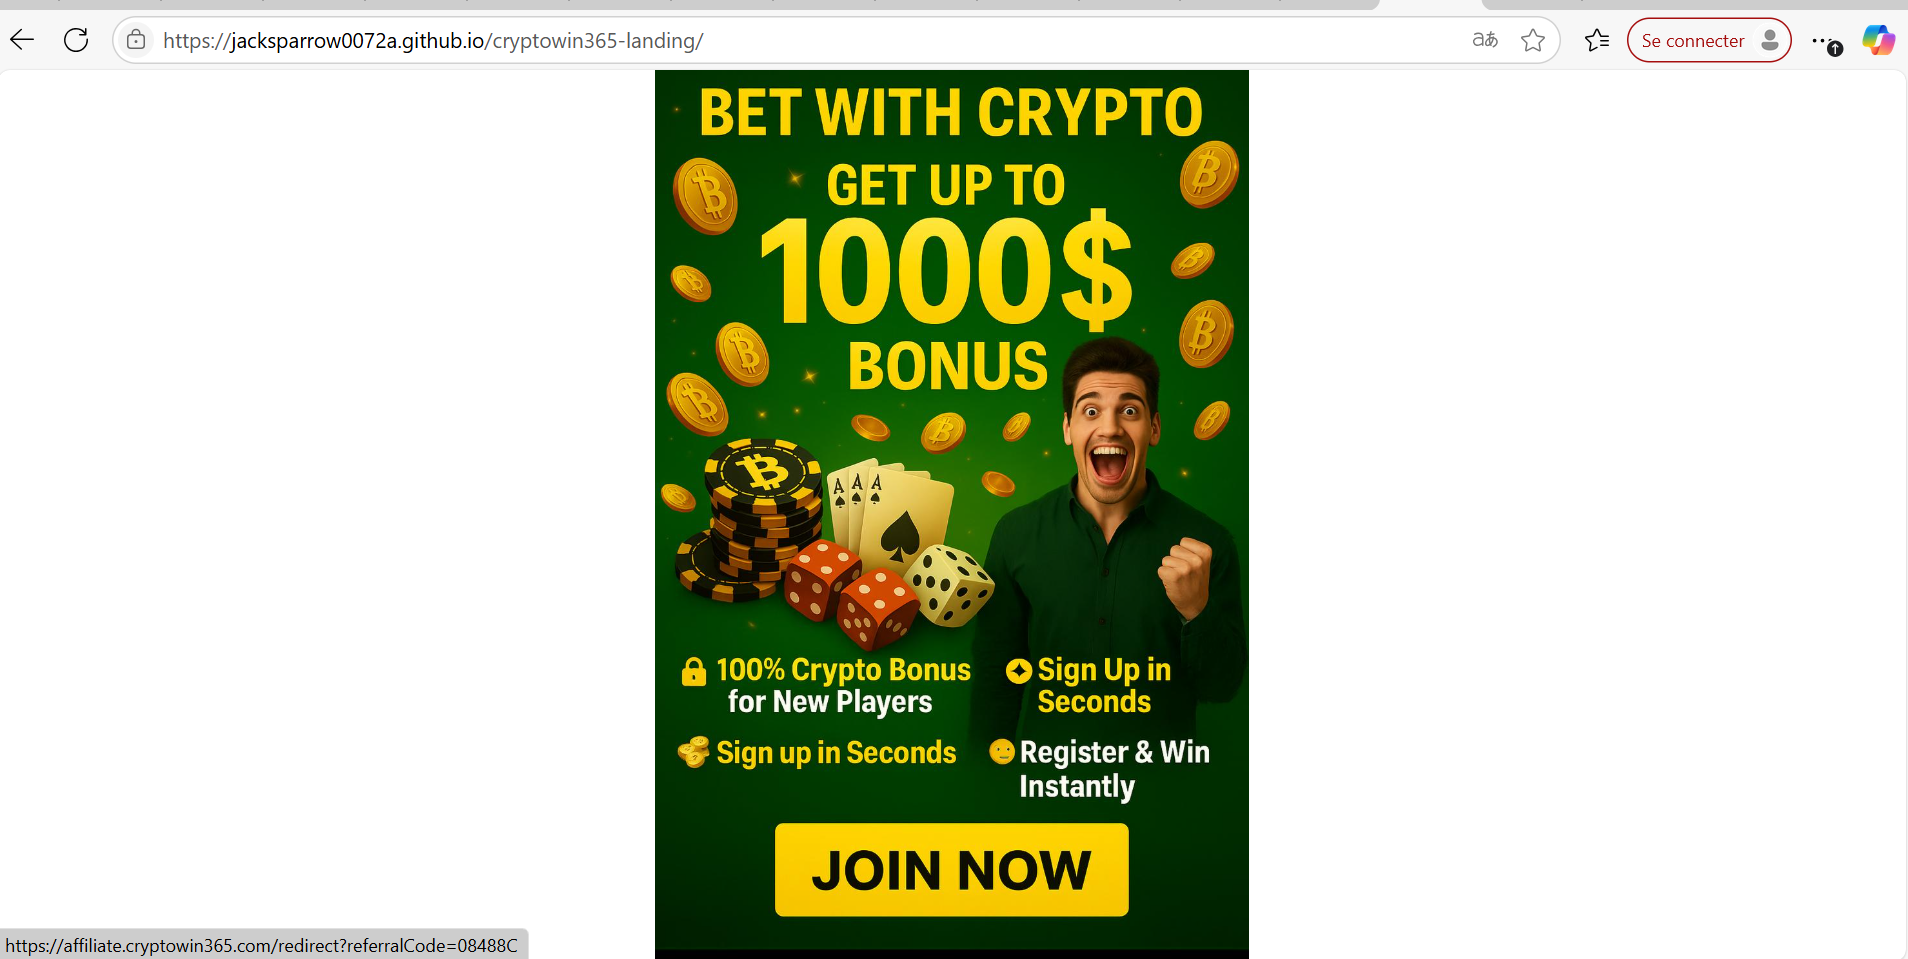 https://jacksparrow0072a.github.io/cryptowin365-landing/
aあ
Se connecter
BET WITH CRYPTO
GET UP TO
1000$
BONUS
A A A
100% Crypto Bonus
for New Players
Sign Up in
Seconds
Sign up in Seconds
Register & Win
Instantly
JOIN NOW
https://affiliate.cryptowin365.com/redirect?referralCode=08488C